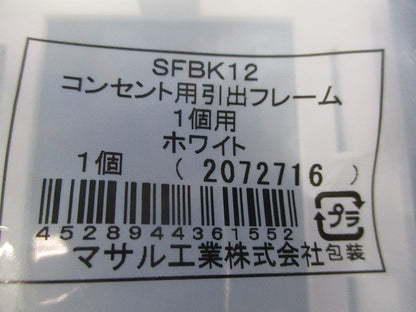 SFBK12
コンセント用引出フレーム
1個用
ホワイト
1個 (2072716)
4528944361552
プラ
マサル工業株式会社 包装